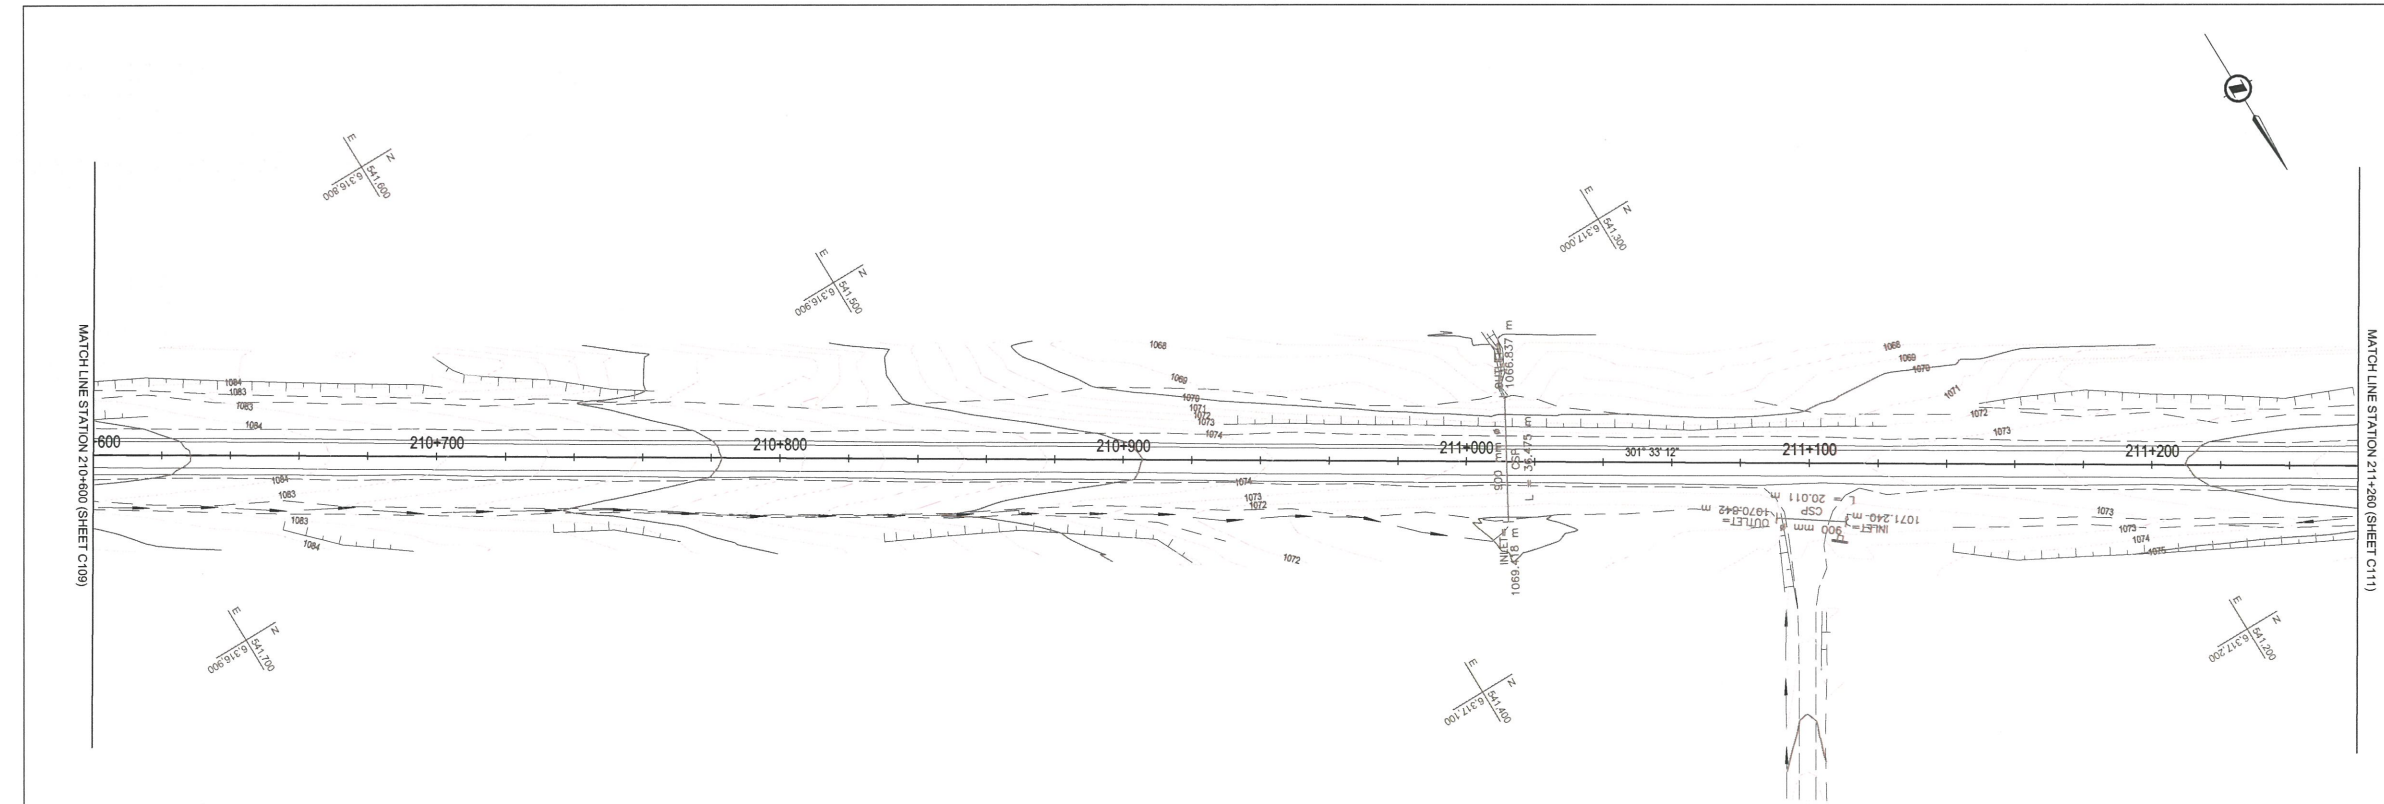 MATCH LINE STATION 210+600 (SHEET C109)
MATCH LINE STATION 211+260 (SHEET C111)
E
N
541,600
6,316,800
E
N
541,500
6,316,900
E
N
541,300
6,317,000
1068
1068
1069
1070
1071
1072
1084
1083
1083
1084
1069
1070
1071
1072
1073
1074
1073
OUTLET=
1066.837 m
600
210+700
210+800
210+900
211+000
301° 33' 12"
211+100
211+200
900 mm ø
CSP
L = 36.475 m
INLET=
1069.418 m
1084
1083
1083
1084
1074
1073
1072
1072
L = 20.011 m
CSP
900 mm ø
OUTLET=
1070.842 m
INLET=
1071.240 m
1073
1073
1074
1075
E
N
541,700
6,316,900
E
N
541,400
6,317,100
E
N
541,200
6,317,200